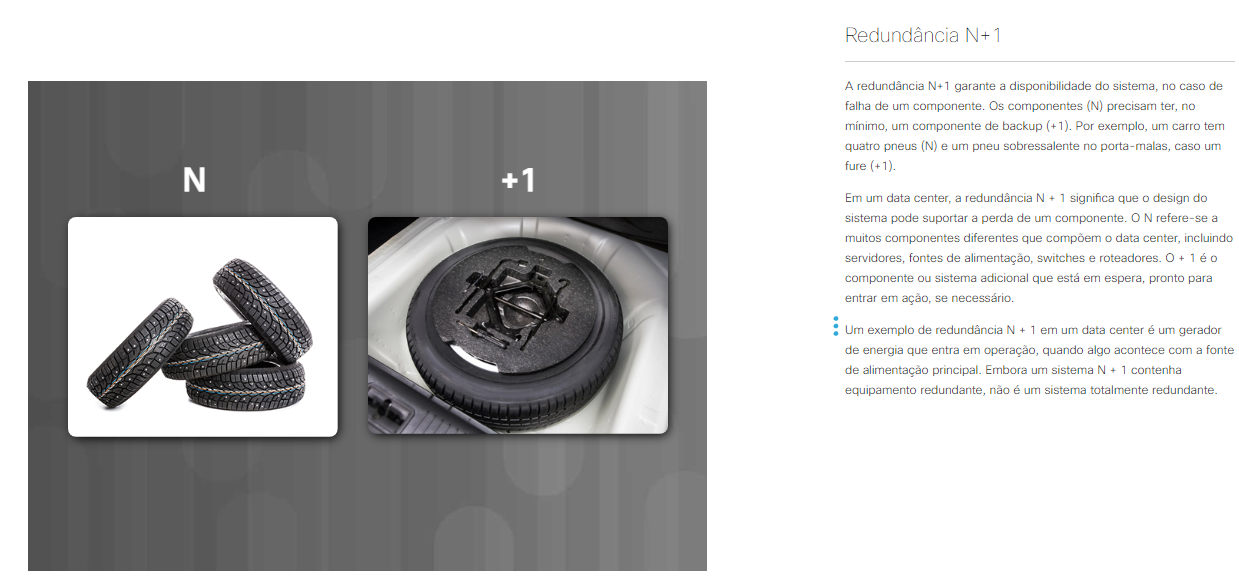 N
+1
Redundância N+1
A redundância N+1 garante a disponibilidade do sistema, no caso de
falha de um componente. Os componentes (N) precisam ter, no
mínimo, um componente de backup (+1). Por exemplo, um carro tem
quatro pneus (N) e um pneu sobressalente no porta-malas, caso um
fure (+1).
Em um data center, a redundância N + 1 significa que o design do
sistema pode suportar a perda de um componente. O N refere-se a
muitos componentes diferentes que compõem o data center, incluindo
servidores, fontes de alimentação, switches e roteadores. O + 1 é o
componente ou sistema adicional que está em espera, pronto para
entrar em ação, se necessário.
Um exemplo de redundância N + 1 em um data center é um gerador
de energia que entra em operação, quando algo acontece com a fonte
de alimentação principal. Embora um sistema N + 1 contenha
equipamento redundante, não é um sistema totalmente redundante.